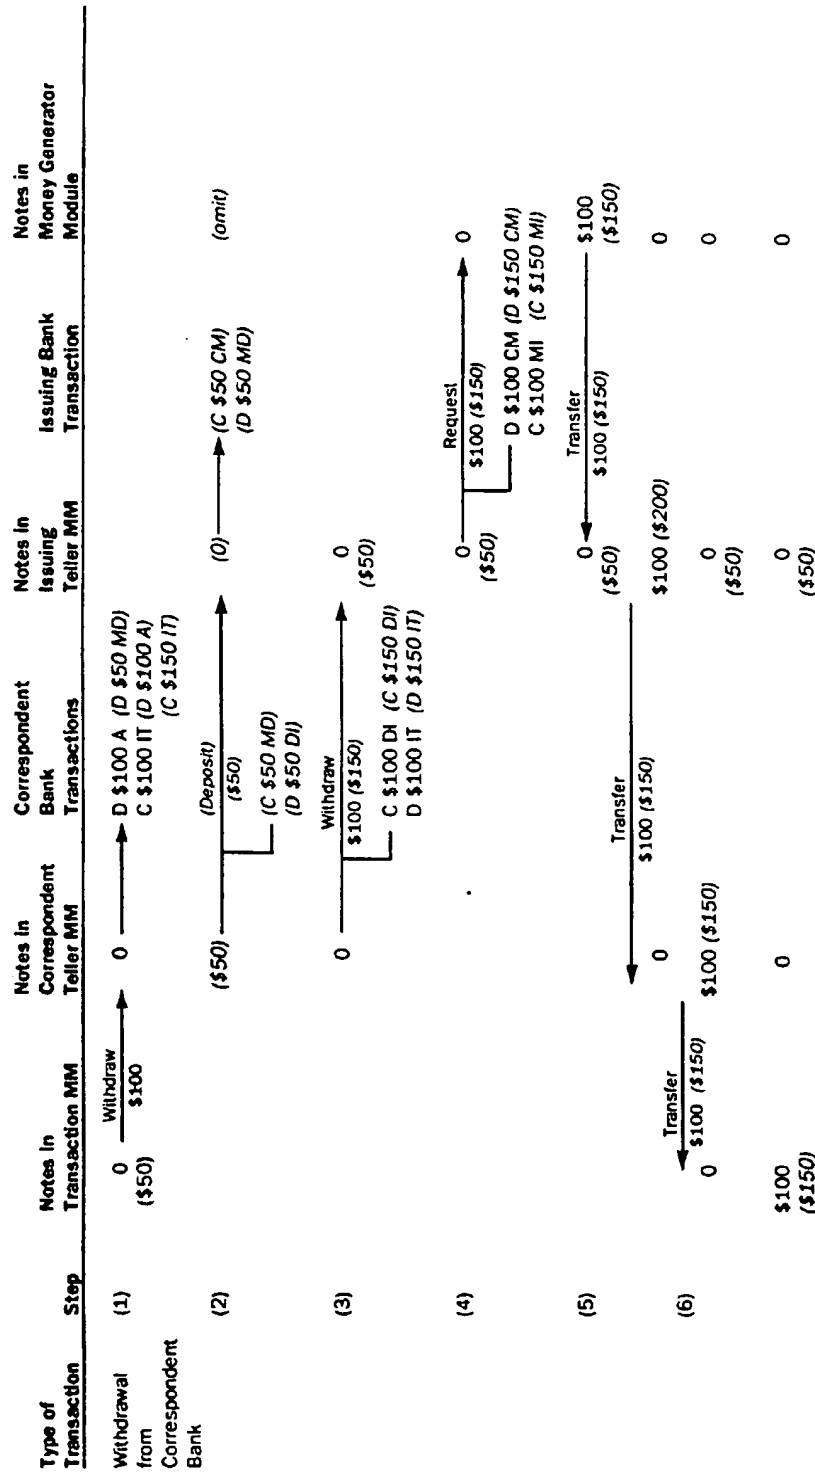 Type of Transaction
Step
Notes in Transaction MM
Notes in Correspondent Teller MM
Correspondent Bank Transactions
Notes in Issuing Teller MM
Issuing Bank Transaction
Notes in Money Generator Module
Withdrawal
from
Correspondent
Bank
(1)
0
($50)
Withdraw
$100
0
D $100 A (D $50 MD)
C $100 IT (D $100 A)
(C $150 IT)
(2)
($50)
(Deposit)
($50)
(C $50 MD)
(D $50 DI)
(0)
(C $50 CM)
(D $50 MD)
(omit)
(3)
0
Withdraw
$100 ($150)
C $100 DI (C $150 DI)
D $100 IT (D $150 IT)
0
($50)
(4)
0
($50)
Request
$100 ($150)
D $100 CM (D $150 CM)
C $100 MI (C $150 MI)
0
(5)
0
($50)
Transfer
$100 ($150)
$100
($150)
Transfer
$100 ($150)
0
$100 ($200)
0
(6)
Transfer
$100 ($150)
0
$100 ($150)
0
($50)
0
$100
($150)
0
0
($50)
0